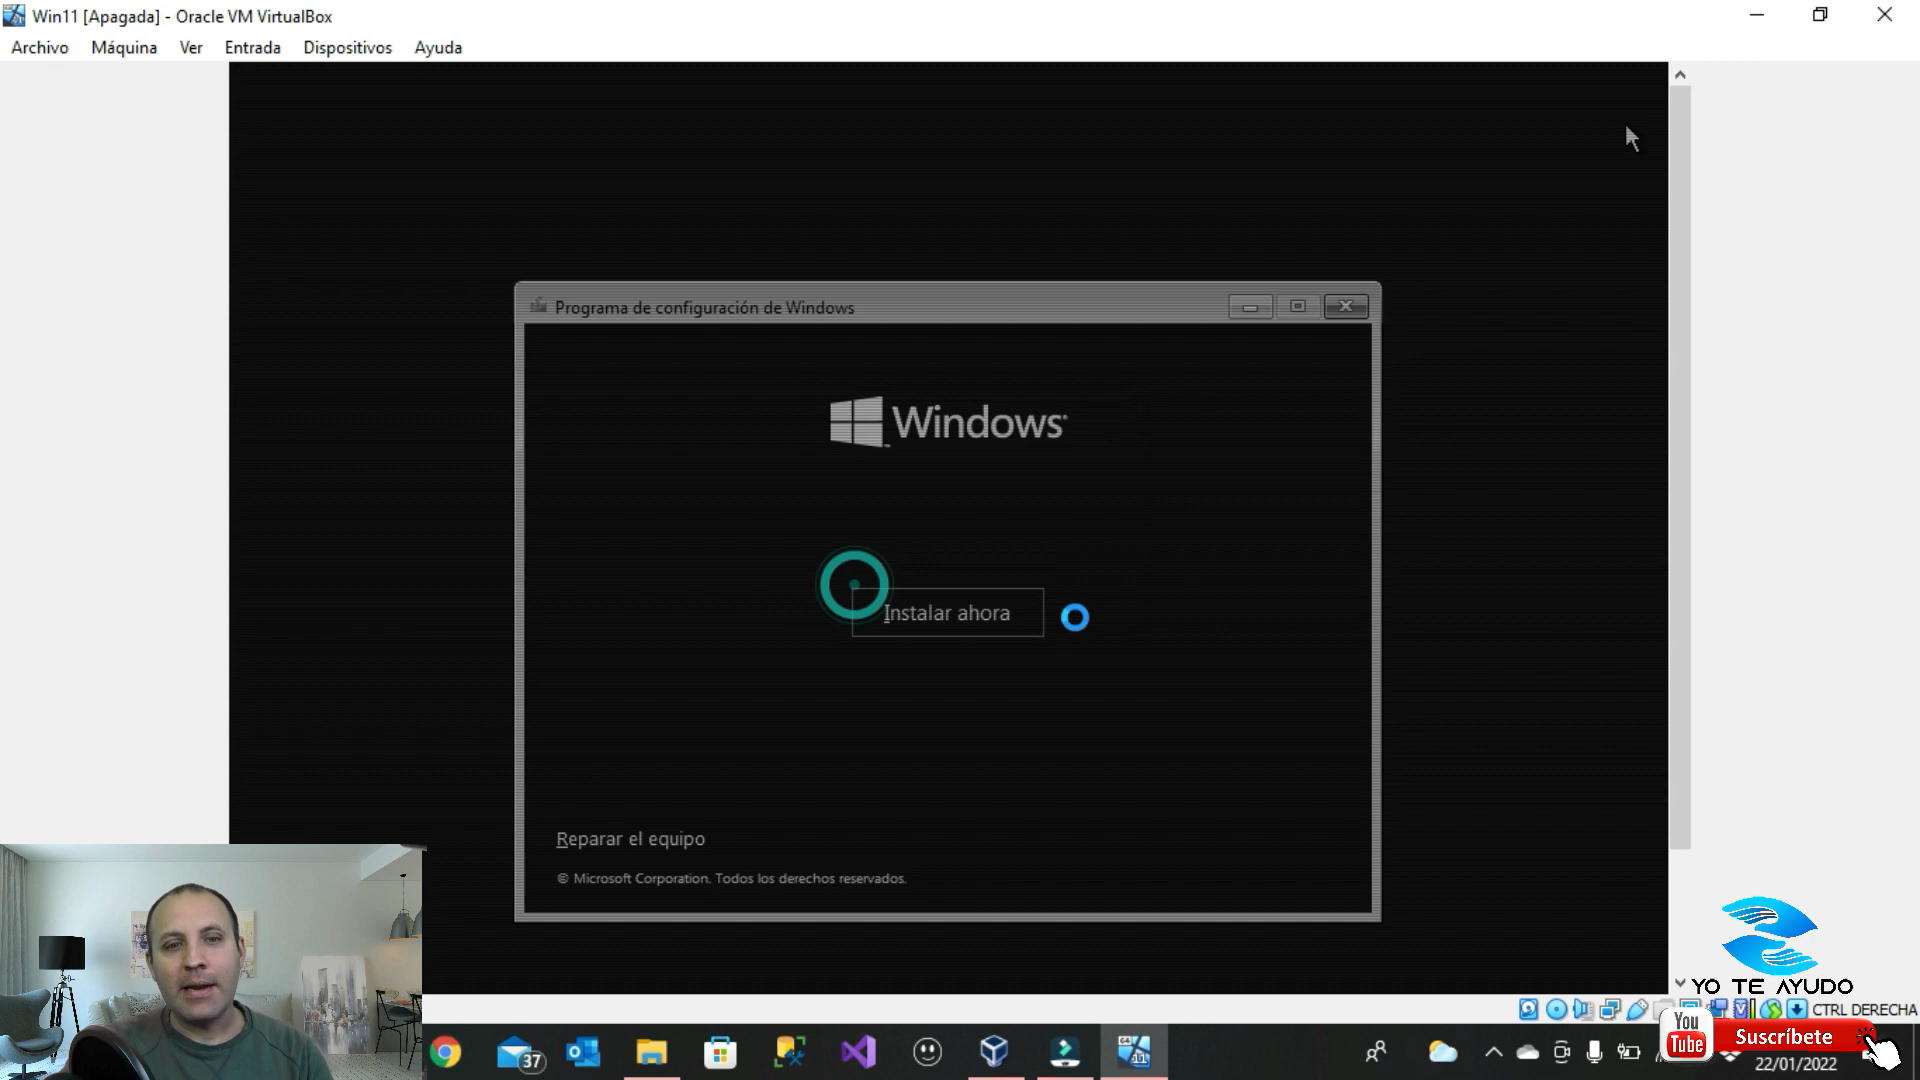 Win11 [Apagada] - Oracle VM VirtualBox
Archivo Máquina Ver Entrada Dispositivos Ayuda
Programa de configuración de Windows
Windows
Instalar ahora
Reparar el equipo
© Microsoft Corporation. Todos los derechos reservados.
YO TE AYUDO
CTRL DERECHA
You
Tube
Suscríbete
37
64
11
22/01/2022